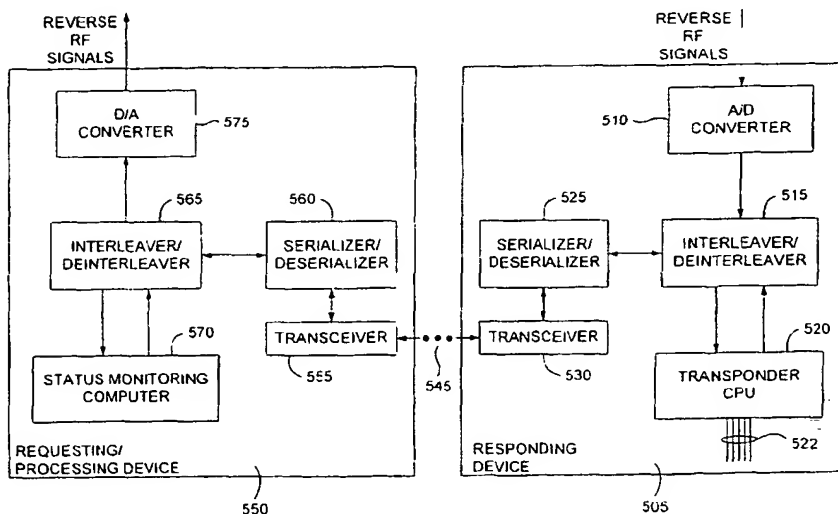 REVERSE
RF
SIGNALS
D/A
CONVERTER
575
565
INTERLEAVER/
DEINTERLEAVER
560
SERIALIZER/
DESERIALIZER
570
STATUS MONITORING
COMPUTER
TRANSCEIVER
555
545
REQUESTING/
PROCESSING DEVICE
550
REVERSE
RF
SIGNALS
510
A/D
CONVERTER
525
SERIALIZER/
DESERIALIZER
515
INTERLEAVER/
DEINTERLEAVER
TRANSCEIVER
530
520
TRANSPONDER
CPU
522
RESPONDING
DEVICE
505